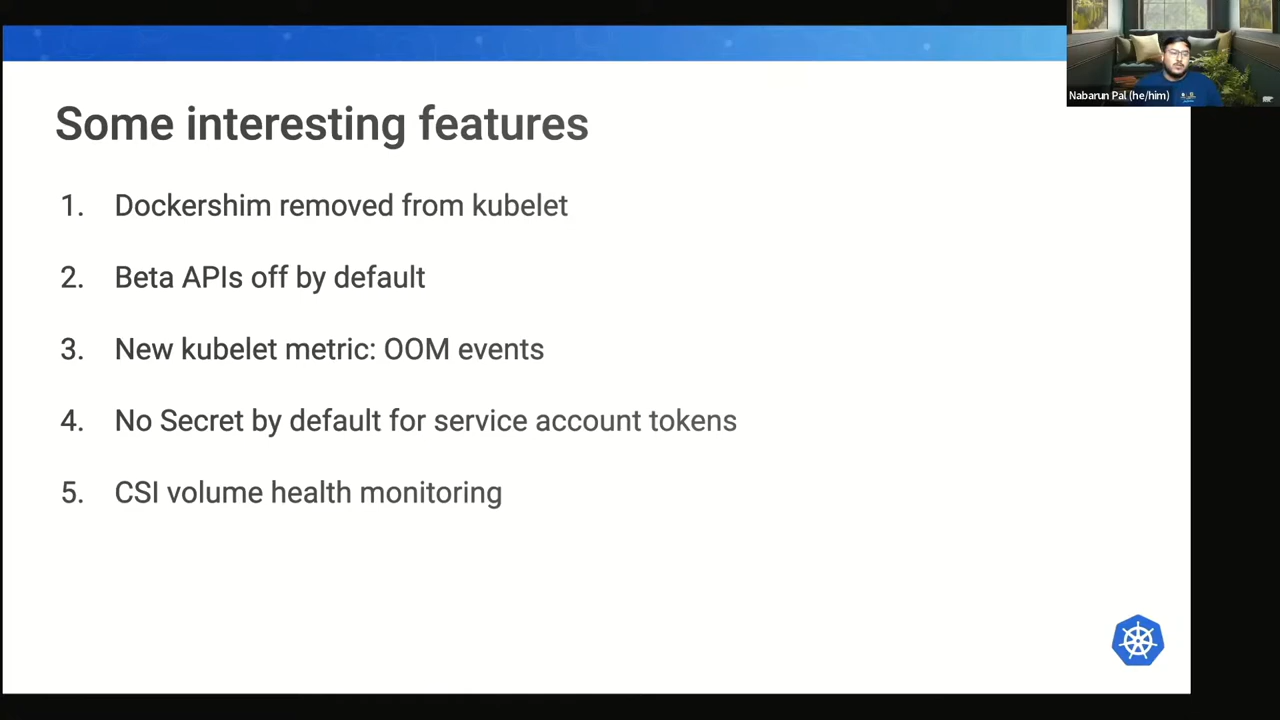 Nabarun Pal (he/him)
Some interesting features
1. Dockershim removed from kubelet
2. Beta APIs off by default
3. New kubelet metric: OOM events
4. No Secret by default for service account tokens
5. CSI volume health monitoring